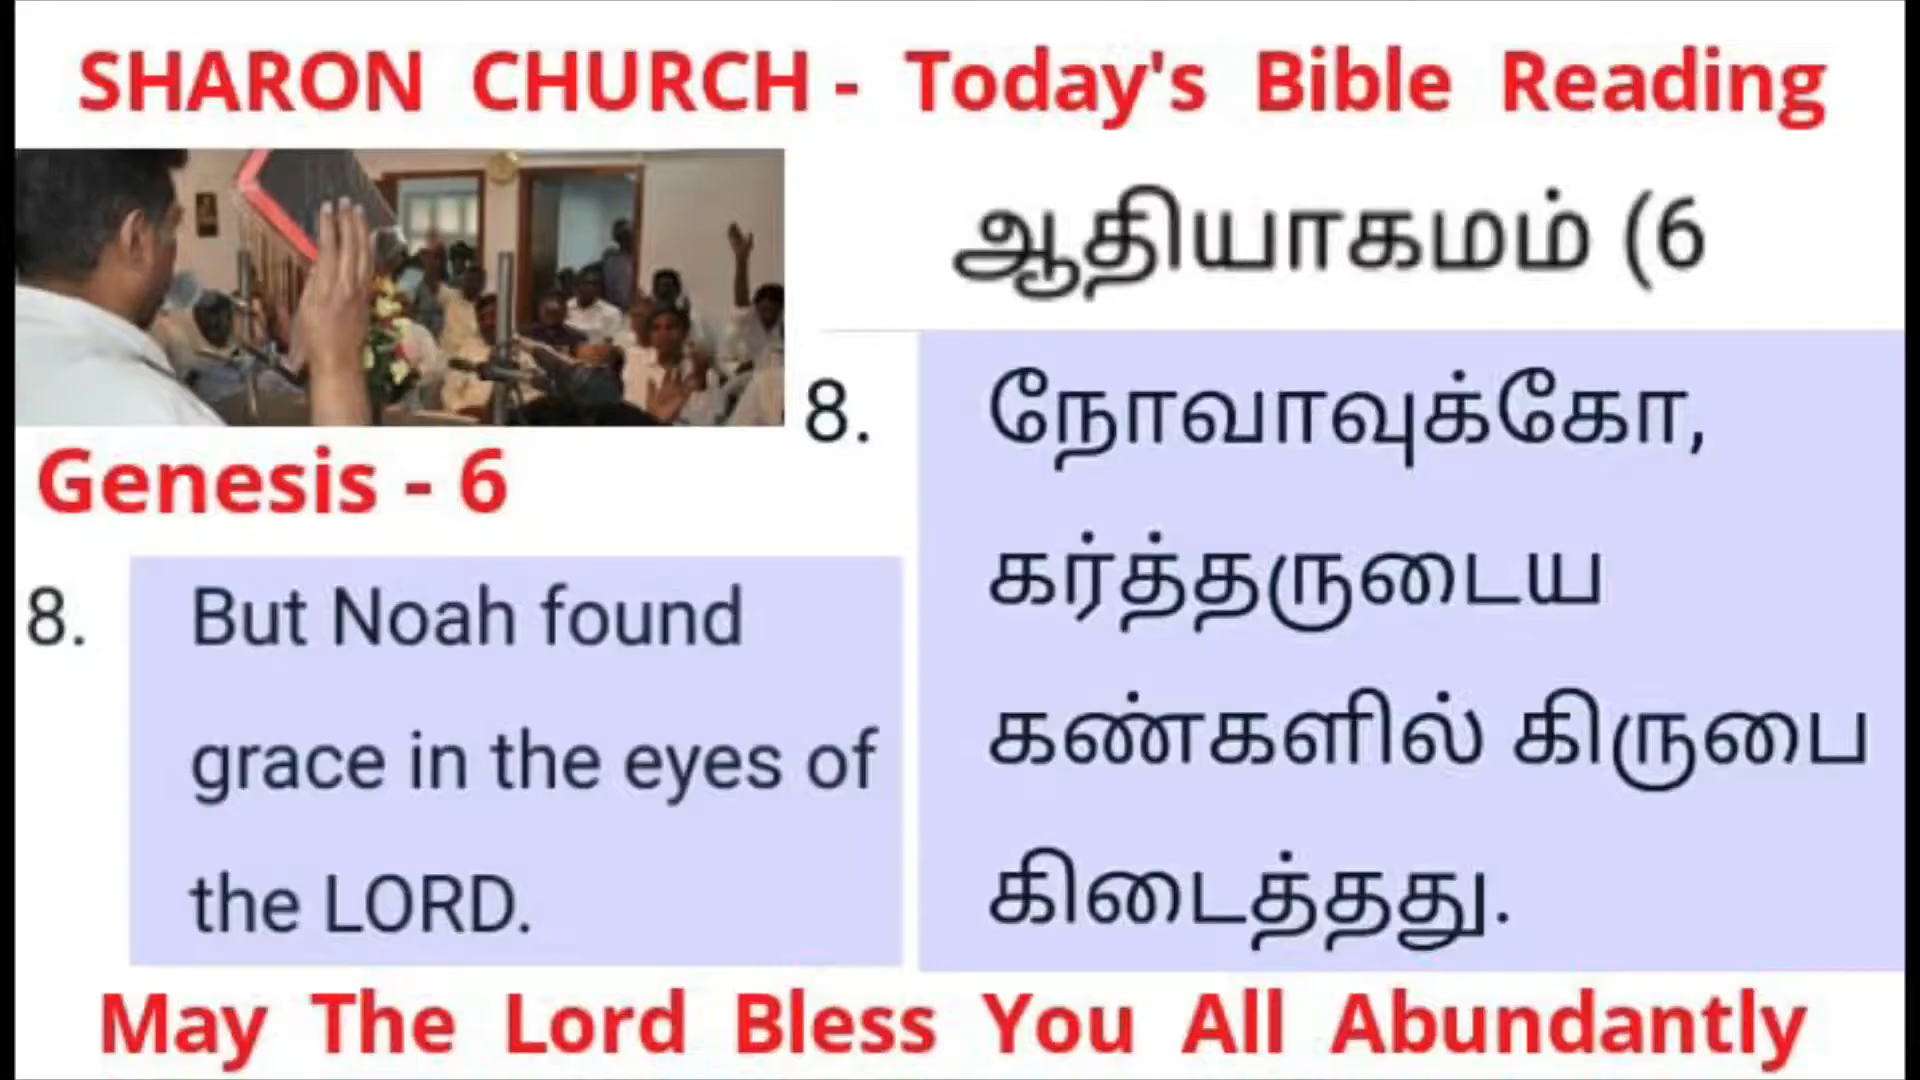 SHARON CHURCH - Today's Bible Reading
ஆதியாகமம் (6
8. நோவாவுக்கோ,
கர்த்தருடைய
கண்களில் கிருபை
கிடைத்தது.
Genesis - 6
8. But Noah found
grace in the eyes of
the LORD.
May The Lord Bless You All Abundantly